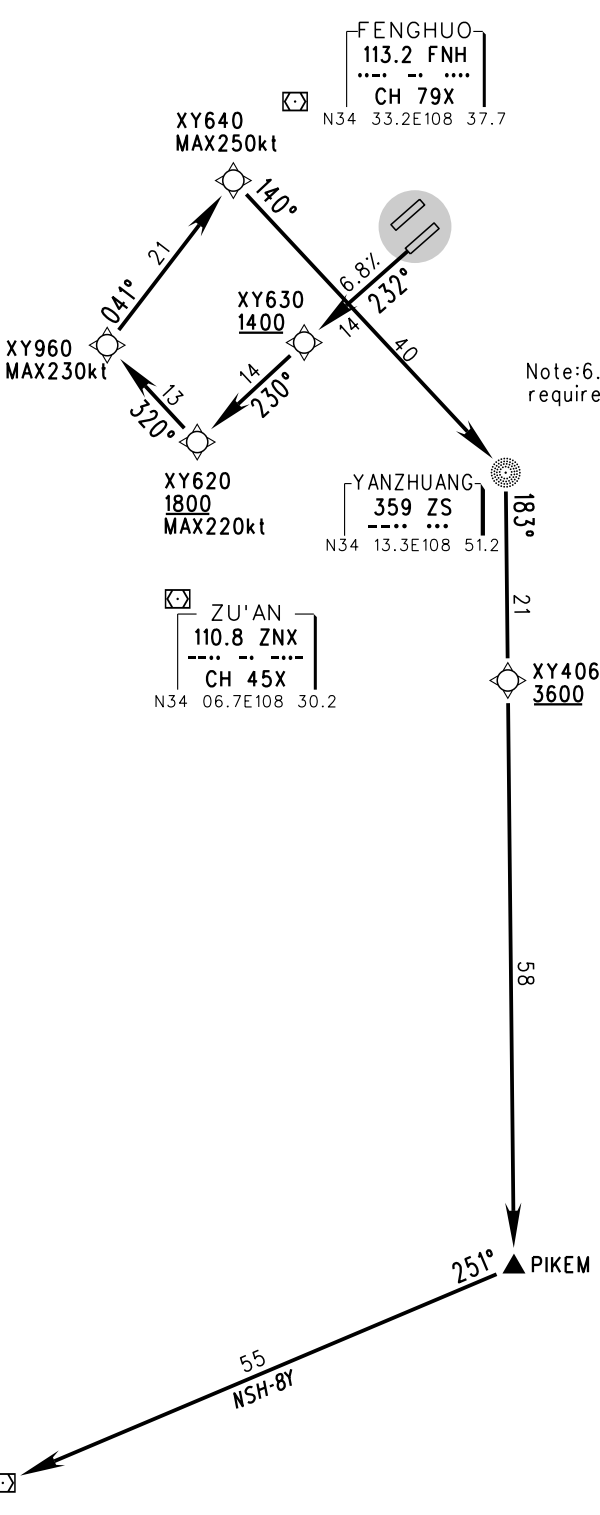 FENGHUO
113.2 FNH
CH 79X
N34 33.2E108 37.7
XY640
MAX250kt
140°
21
041°
6.8%
232°
XY630
1400
14
40
XY960
MAX230kt
14
230°
13
320°
Note:6.
require
XY620
1800
MAX220kt
YANZHUANG
359 ZS
N34 13.3E108 51.2
183°
21
ZU'AN
110.8 ZNX
CH 45X
N34 06.7E108 30.2
XY406
3600
58
251°
PIKEM
55
NSH-8Y